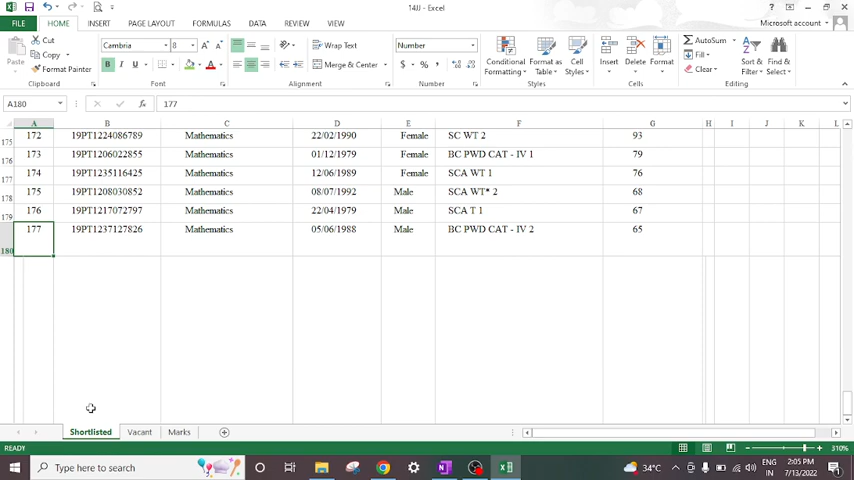 14JJ - Excel
FILE HOME INSERT PAGE LAYOUT FORMULAS DATA REVIEW VIEW Microsoft account
Cut
Copy
Format Painter
Paste
Clipboard
Cambria 8
B I U
Font
Wrap Text
Merge & Center
Alignment
Number
$ % ,
Number
Conditional Formatting
Format as Table
Cell Styles
Styles
Insert Delete Format
Cells
AutoSum
Fill
Clear
Sort & Filter
Find & Select
Editing
A180 fx 177
A B C D E F G H I J K L
175 172 19PT1224086789 Mathematics 22/02/1990 Female SC WT 2 93
176 173 19PT1206022855 Mathematics 01/12/1979 Female BC PWD CAT - IV 1 79
177 174 19PT1235116425 Mathematics 12/06/1989 Female SCA WT 1 76
178 175 19PT1208030852 Mathematics 08/07/1992 Male SCA WT* 2 68
179 176 19PT1217072797 Mathematics 22/04/1979 Male SCA T 1 67
180 177 19PT1237127826 Mathematics 05/06/1988 Male BC PWD CAT - IV 2 65
Shortlisted Vacant Marks
READY 310%
Type here to search
34°C
ENG
IN
2:05 PM
7/13/2022